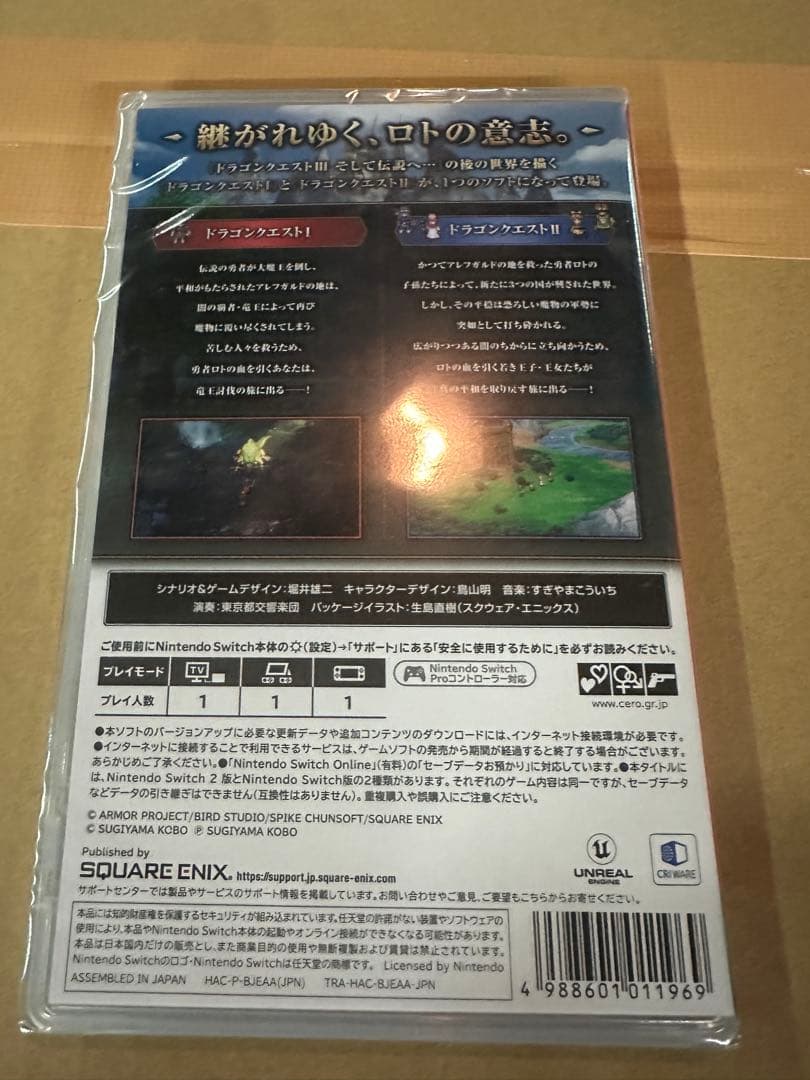 継がれゆく、ロトの意志。
『ドラゴンクエストIII そして伝説へ…』の後の世界を描く
『ドラゴンクエストI』と『ドラゴンクエストII』が、1つのソフトになって登場。
ドラゴンクエストI
伝説の勇者が大魔王を倒し、
平和がもたらされたアレフガルドの地は、
闇の覇者・竜王によって再び
魔物に覆い尽くされてしまう。
苦しむ人々を救うため、
勇者ロトの血を引くあなたは、
竜王討伐の旅に出る――!
ドラゴンクエストII
かつてアレフガルドの地を救った勇者ロトの
子孫たちによって、新たに3つの国が興された世界。
しかし、その平穏は恐ろしい魔物の軍勢に
突如として打ち砕かれる。
広がりつつある闇のちからに立ち向かうため、
ロトの血を引く若き王子・王女たちが
真の平和を取り戻す旅に出る――!
シナリオ&ゲームデザイン:堀井雄二 キャラクターデザイン:鳥山明 音楽:すぎやまこういち
演奏:東京都交響楽団 パッケージイラスト:生島直樹(スクウェア・エニックス)
ご使用前にNintendo Switch本体の(設定)→「サポート」にある「安全に使用するために」を必ずお読みください。
プレイモード TV
プレイ人数 1 1 1
Nintendo Switch
Proコントローラー対応
www.cero.gr.jp
●本ソフトのバージョンアップに必要な更新データや追加コンテンツのダウンロードには、インターネット接続環境が必要です。
●インターネットに接続することで利用できるサービスは、ゲームソフトの発売から期間が経過すると終了する場合がございます。
あらかじめご了承ください。●「Nintendo Switch Online」(有料)の「セーブデータお預かり」に対応しています。●本タイトルに
は、Nintendo Switch 2 版とNintendo Switch版の2種類があります。それぞれのゲーム内容は同一ですが、セーブデータ
などデータの引き継ぎはできません(互換性はありません)。重複購入や誤購入にご注意ください。
© ARMOR PROJECT/BIRD STUDIO/SPIKE CHUNSOFT/SQUARE ENIX
© SUGIYAMA KOBO ℗ SUGIYAMA KOBO
Published by
SQUARE ENIX. https://support.jp.square-enix.com
サポートセンターでは製品やサービスのサポート情報を掲載しています。お問い合わせやご意見、ご要望もこちらからお寄せください。
UNREAL
ENGINE
CRIWARE
本品には知的財産権を保護するセキュリティが組み込まれています。任天堂の許諾がない装置やソフトウェアの
使用により、本品やNintendo Switch本体の起動やオンライン接続ができなくなる可能性があります。
本品は日本国内だけの販売とし、また商業目的の使用や無断複製および賃貸は禁止されています。
Nintendo Switchのロゴ・Nintendo Switchは任天堂の商標です。 Licensed by Nintendo
ASSEMBLED IN JAPAN HAC-P-BJEAA(JPN) TRA-HAC-BJEAA-JPN
4 988601 011969